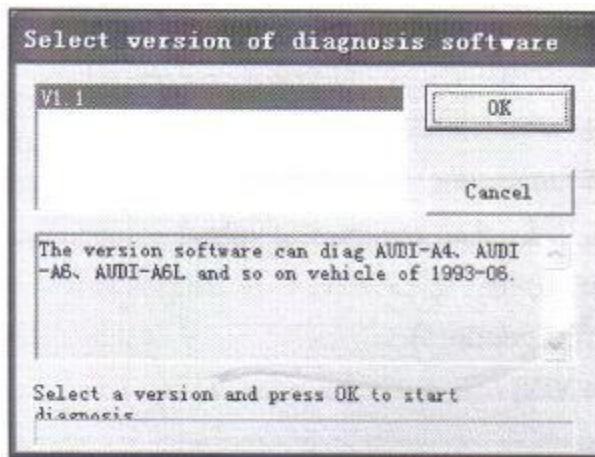 Select version of diagnosis software
V1.1
OK
Cancel
The version software can diag AUDI-A4、AUDI
-A6、AUDI-A6L and so on vehicle of 1993-06.
Select a version and press OK to start
diagnosis